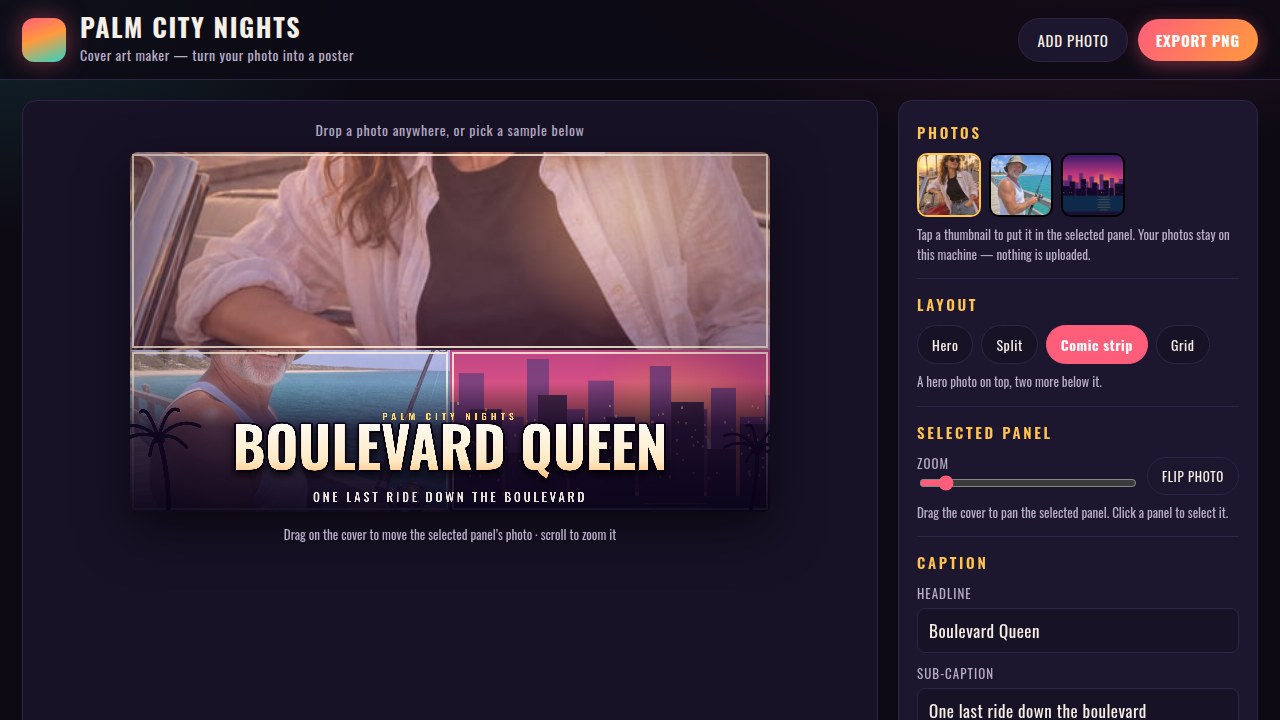 PALM CITY NIGHTS
Cover art maker — turn your photo into a poster
ADD PHOTO
EXPORT PNG
Drop a photo anywhere, or pick a sample below
PALM CITY NIGHTS
BOULEVARD QUEEN
ONE LAST RIDE DOWN THE BOULEVARD
Drag on the cover to move the selected panel's photo · scroll to zoom it
PHOTOS
Tap a thumbnail to put it in the selected panel. Your photos stay on
this machine — nothing is uploaded.
LAYOUT
Hero
Split
Comic strip
Grid
A hero photo on top, two more below it.
SELECTED PANEL
ZOOM
FLIP PHOTO
Drag the cover to pan the selected panel. Click a panel to select it.
CAPTION
HEADLINE
Boulevard Queen
SUB-CAPTION
One last ride down the boulevard